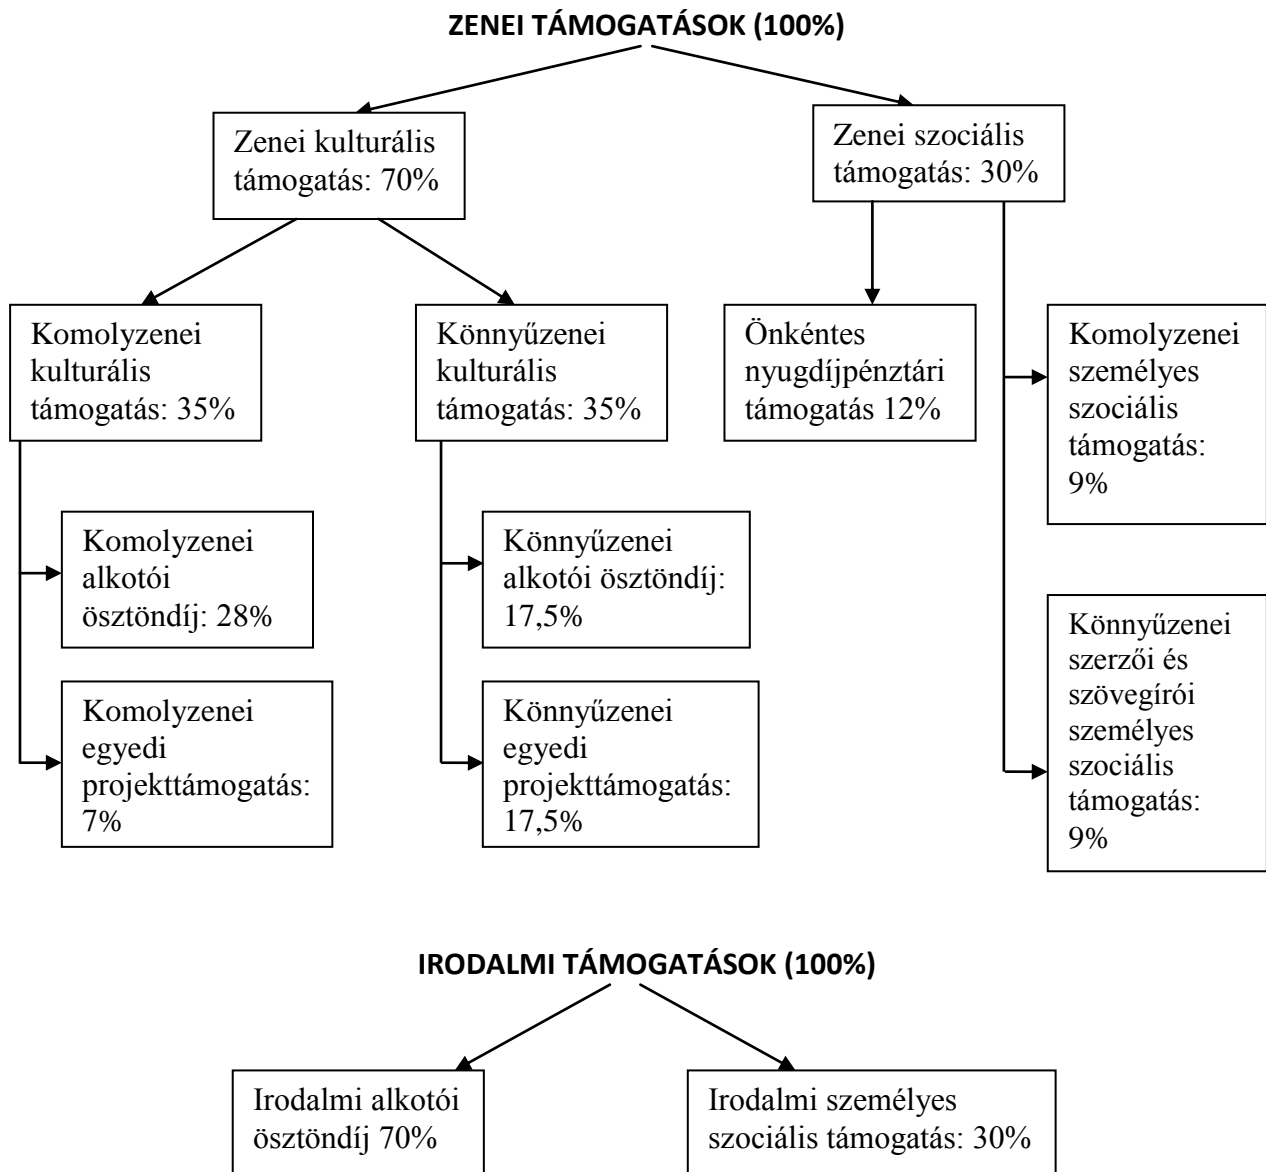 ZENEI TÁMOGATÁSOK (100%)
Zenei kulturális
támogatás: 70%
Zenei szociális
támogatás: 30%
Komolyzenei
kulturális
támogatás: 35%
Könnyűzenei
kulturális
támogatás: 35%
Önkéntes
nyugdíjpénztári
támogatás 12%
Komolyzenei
személyes
szociális
támogatás:
9%
Komolyzenei
alkotói
ösztöndíj: 28%
Könnyűzenei
alkotói ösztöndíj:
17,5%
Könnyűzenei
szerzői és
szövegírói
személyes
szociális
támogatás:
9%
Komolyzenei
egyedi
projekttámogatás:
7%
Könnyűzenei
egyedi
projekttámogatás:
17,5%
IRODALMI TÁMOGATÁSOK (100%)
Irodalmi alkotói
ösztöndíj 70%
Irodalmi személyes
szociális támogatás: 30%